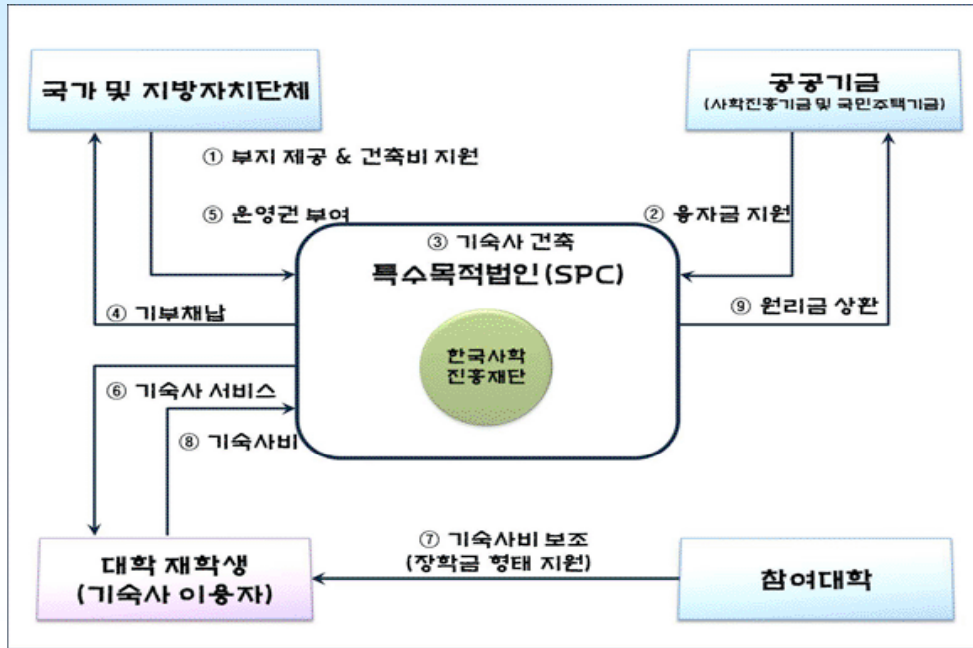 국가 및 지방자치단체
공공기금
(사학진흥기금 및 국민주택기금)
① 부지 제공 & 건축비 지원
⑤ 운영권 부여
② 융자금 지원
③ 기숙사 건축
특수목적법인(SPC)
④ 기부채납
⑨ 원리금 상환
한국사학
진흥재단
⑥ 기숙사 서비스
⑧ 기숙사비
⑦ 기숙사비 보조
(장학금 형태 지원)
대학 재학생
(기숙사 이용자)
참여대학